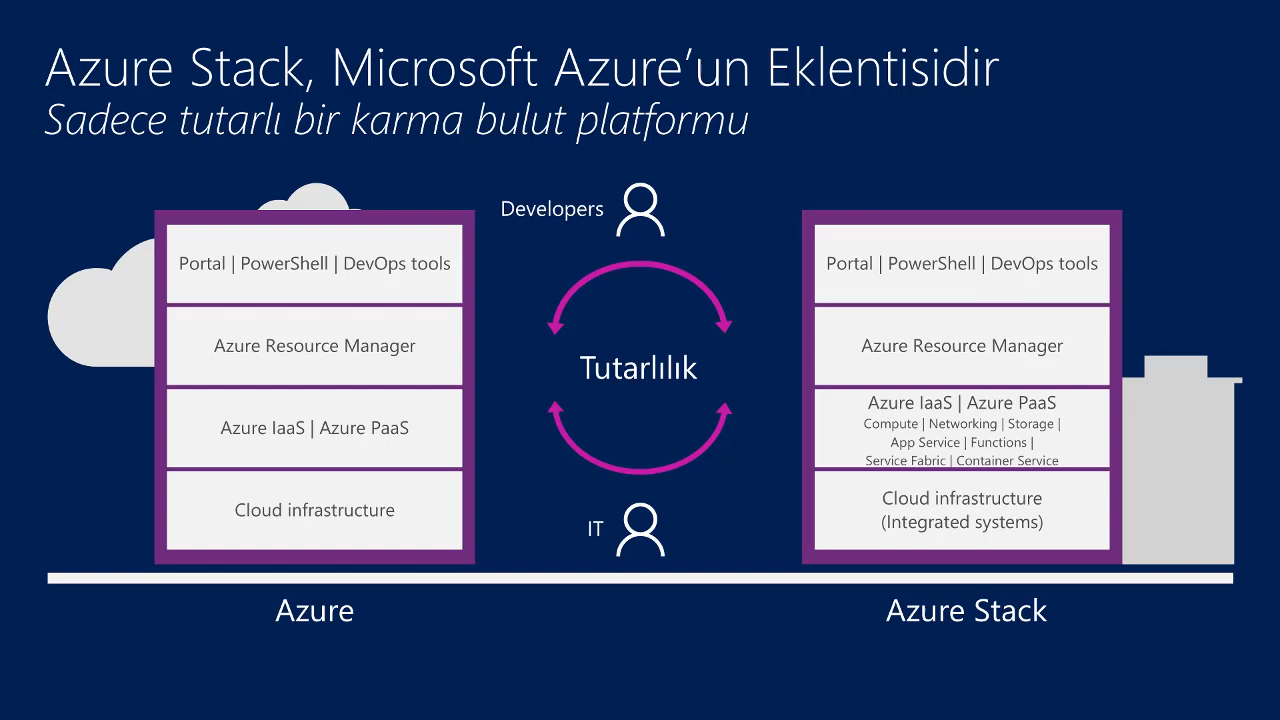 Azure Stack, Microsoft Azure’un Eklentisidir
Sadece tutarlı bir karma bulut platformu
Developers
Portal | PowerShell | DevOps tools
Azure Resource Manager
Azure IaaS | Azure PaaS
Cloud infrastructure
Azure
Tutarlılık
IT
Portal | PowerShell | DevOps tools
Azure Resource Manager
Azure IaaS | Azure PaaS
Compute | Networking | Storage |
App Service | Functions |
Service Fabric | Container Service
Cloud infrastructure
(Integrated systems)
Azure Stack